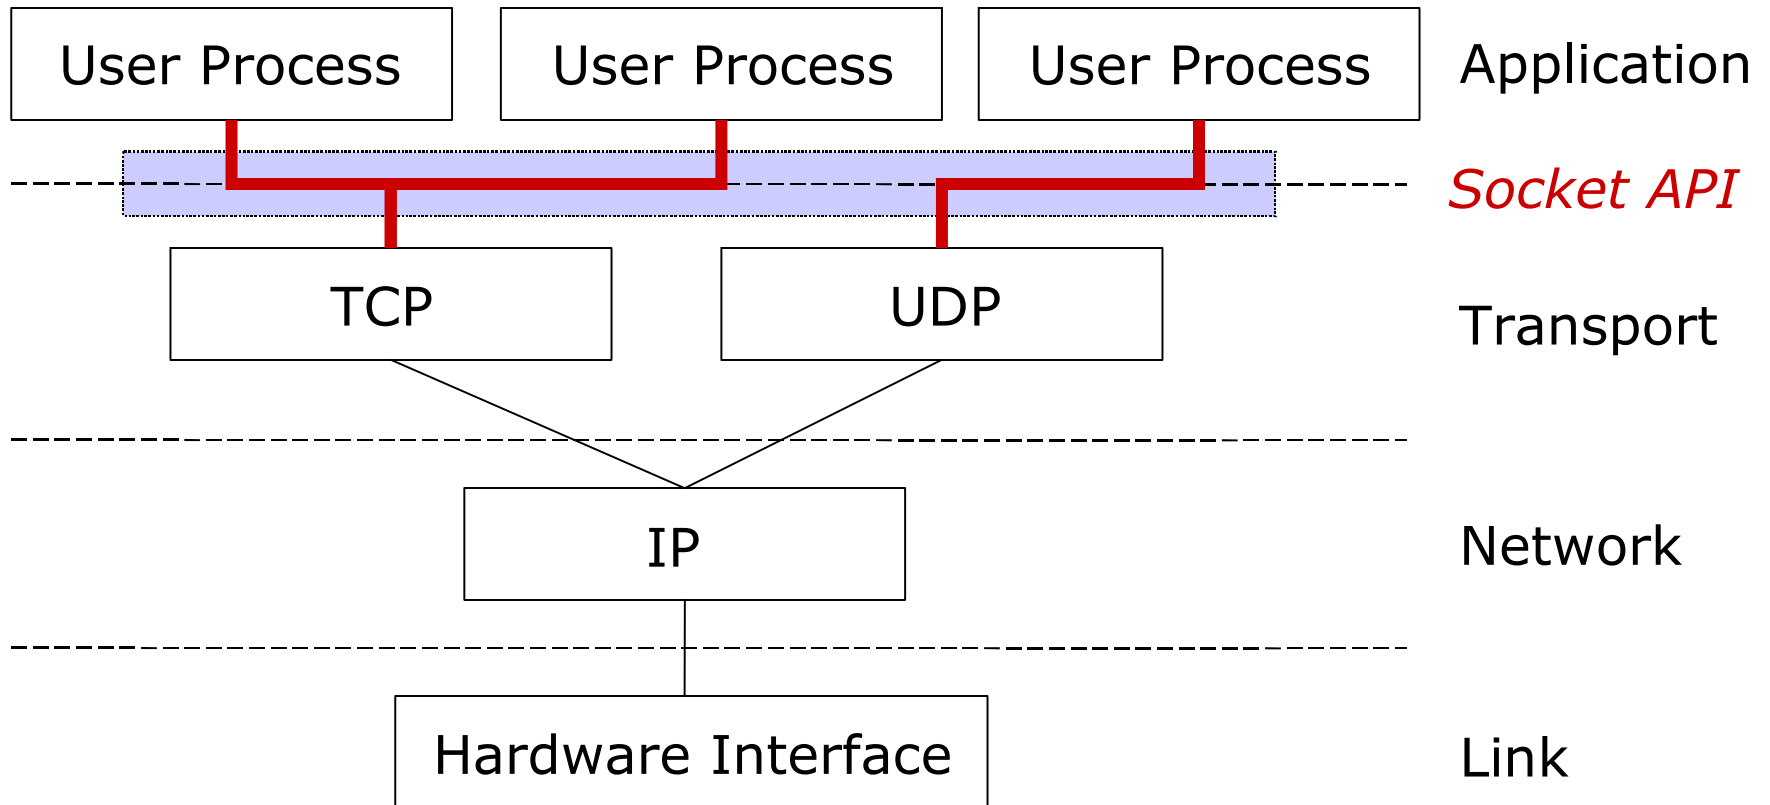 User Process
User Process
User Process
Application
Socket API
TCP
UDP
Transport
IP
Network
Hardware Interface
Link